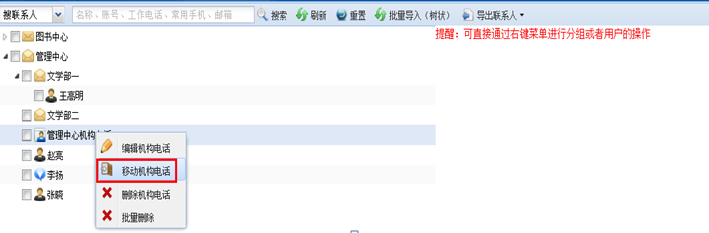 搜联系人 名称、账号、工作电话、常用手机、邮箱 搜索 刷新 重置 批量导入（树状） 导出联系人
提醒：可直接通过右键菜单进行分组或者用户的操作
图书中心
管理中心
文学部一
王高明
文学部二
管理中心机构电话
编辑机构电话
赵亮
移动机构电话
李扬
删除机构电话
张晓
批量删除